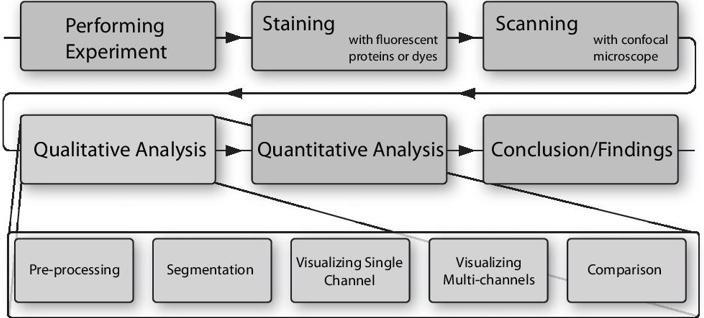 Performing
Experiment
Staining
with fluorescent
proteins or dyes
Scanning
with confocal
microscope
Qualitative Analysis
Quantitative Analysis
Conclusion/Findings
Pre-processing
Segmentation
Visualizing Single
Channel
Visualizing
Multi-channels
Comparison